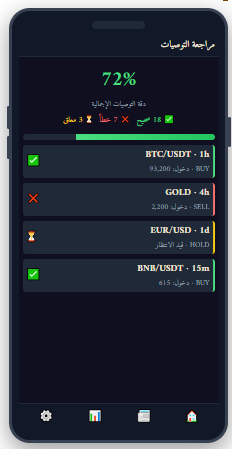 مراجعة التوصيات
72%
دقة التوصيات الإجمالية
✅ 18 صحيح ❌ 7 خطأ ⏳ 3 معلق
BTC/USDT · 1h
BUY · دخول: 93,200
GOLD · 4h
SELL · دخول: 2,200
EUR/USD · 1d
HOLD · قيد الانتظار
BNB/USDT · 15m
BUY · دخول: 615